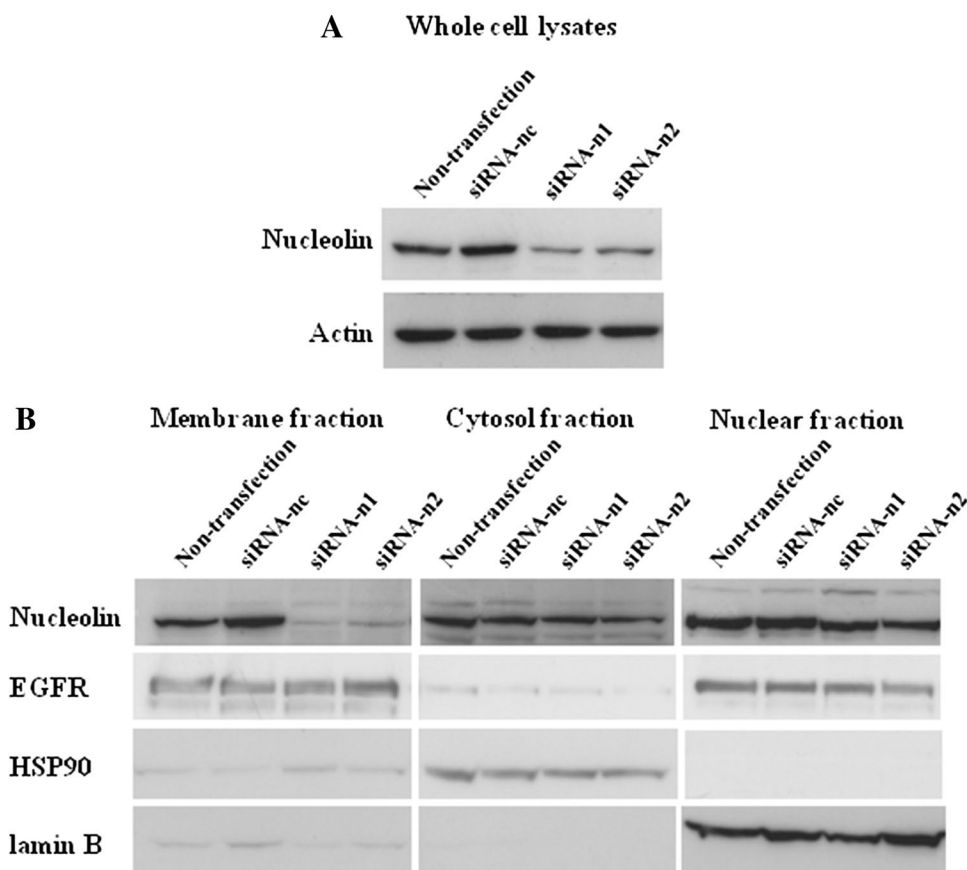 A Whole cell lysates
Non-transfection siRNA-nc siRNA-n1 siRNA-n2
Nucleolin
Actin
B Membrane fraction Cytosol fraction Nuclear fraction
Non-transfection siRNA-nc siRNA-n1 siRNA-n2 Non-transfection siRNA-nc siRNA-n1 siRNA-n2 Non-transfection siRNA-nc siRNA-n1 siRNA-n2
Nucleolin
EGFR
HSP90
lamin B